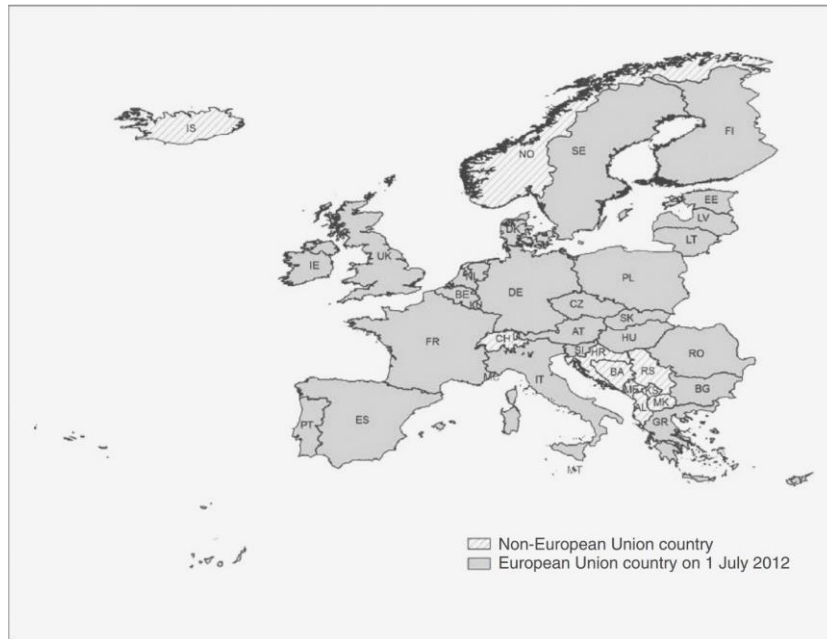 IS
NO
SE
FI
EE
LV
LT
DK
IE
UK
NL
BE
DE
PL
CZ
SK
FR
CH
AT
HU
SI
HR
RO
BA
RS
MC
IT
BG
KS
MK
AL
PT
ES
GR
MT
Non-European Union country
European Union country on 1 July 2012